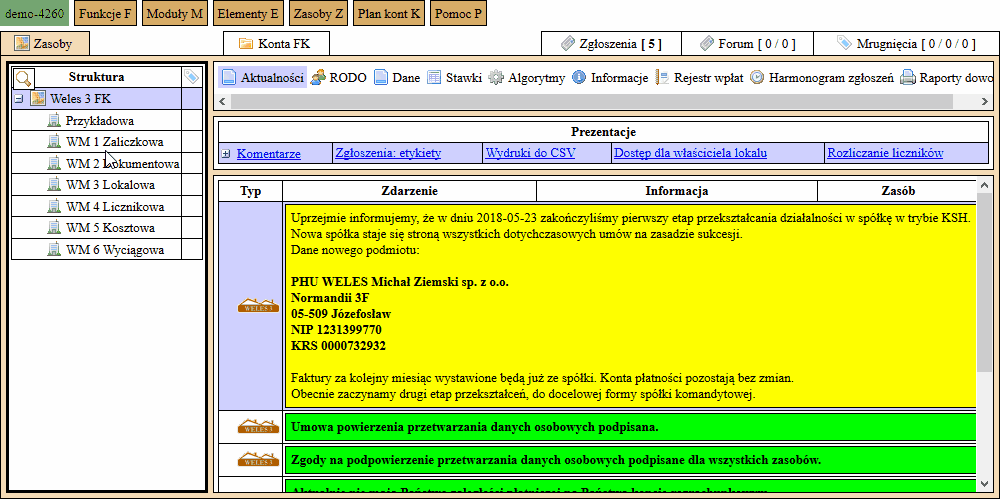 demo-4260 Funkcje F Moduły M Elementy E Zasoby Z Plan kont K Pomoc P
Zasoby Konta FK Zgłoszenia [ 5 ] Forum [ 0 / 0 ] Mrugnięcia [ 0 / 0 / 0 ]
Struktura
Weles 3 FK
Przykładowa
WM 1 Zaliczkowa
WM 2 Dokumentowa
WM 3 Lokalowa
WM 4 Licznikowa
WM 5 Kosztowa
WM 6 Wyciągowa
Aktualności RODO Dane Stawki Algorytmy Informacje Rejestr wpłat Harmonogram zgłoszeń Raporty dowo
Prezentacje
Komentarze Zgłoszenia: etykiety Wydruki do CSV Dostęp dla właściciela lokalu Rozliczanie liczników
Typ Zdarzenie Informacja Zasób
Uprzejmie informujemy, że w dniu 2018-05-23 zakończyliśmy pierwszy etap przekształcania działalności w spółkę w trybie KSH.
Nowa spółka staje się stroną wszystkich dotychczasowych umów na zasadzie sukcesji.
Dane nowego podmiotu:
PHU WELES Michał Ziemski sp. z o.o.
Normandii 3F
05-509 Józefosław
NIP 1231399770
KRS 0000732932
WELES 3
Faktury za kolejny miesiąc wystawione będą już ze spółki. Konta płatności pozostają bez zmian.
Obecnie zaczynamy drugi etap przekształceń, do docelowej formy spółki komandytowej.
WELES 3 Umowa powierzenia przetwarzania danych osobowych podpisana.
WELES 3 Zgody na podpowierzenie przetwarzania danych osobowych podpisane dla wszystkich zasobów.